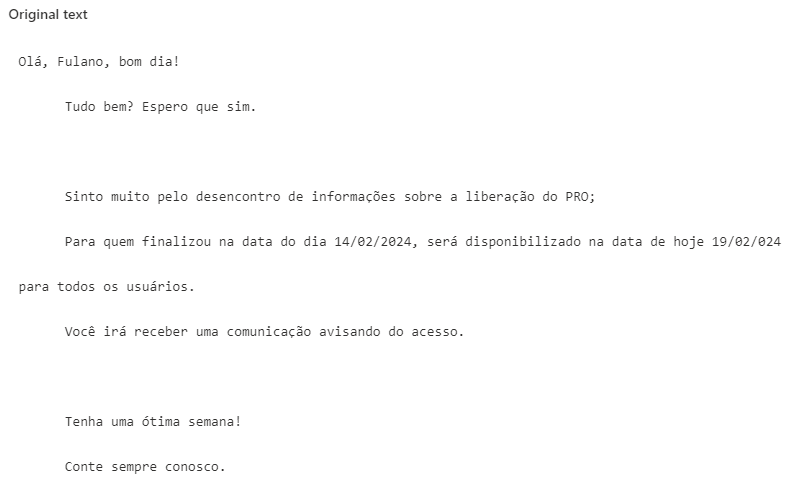 Original text
Olá, Fulano, bom dia!
Tudo bem? Espero que sim.
Sinto muito pelo desencontro de informações sobre a liberação do PRO;
Para quem finalizou na data do dia 14/02/2024, será disponibilizado na data de hoje 19/02/024
para todos os usuários.
Você irá receber uma comunicação avisando do acesso.
Tenha uma ótima semana!
Conte sempre conosco.